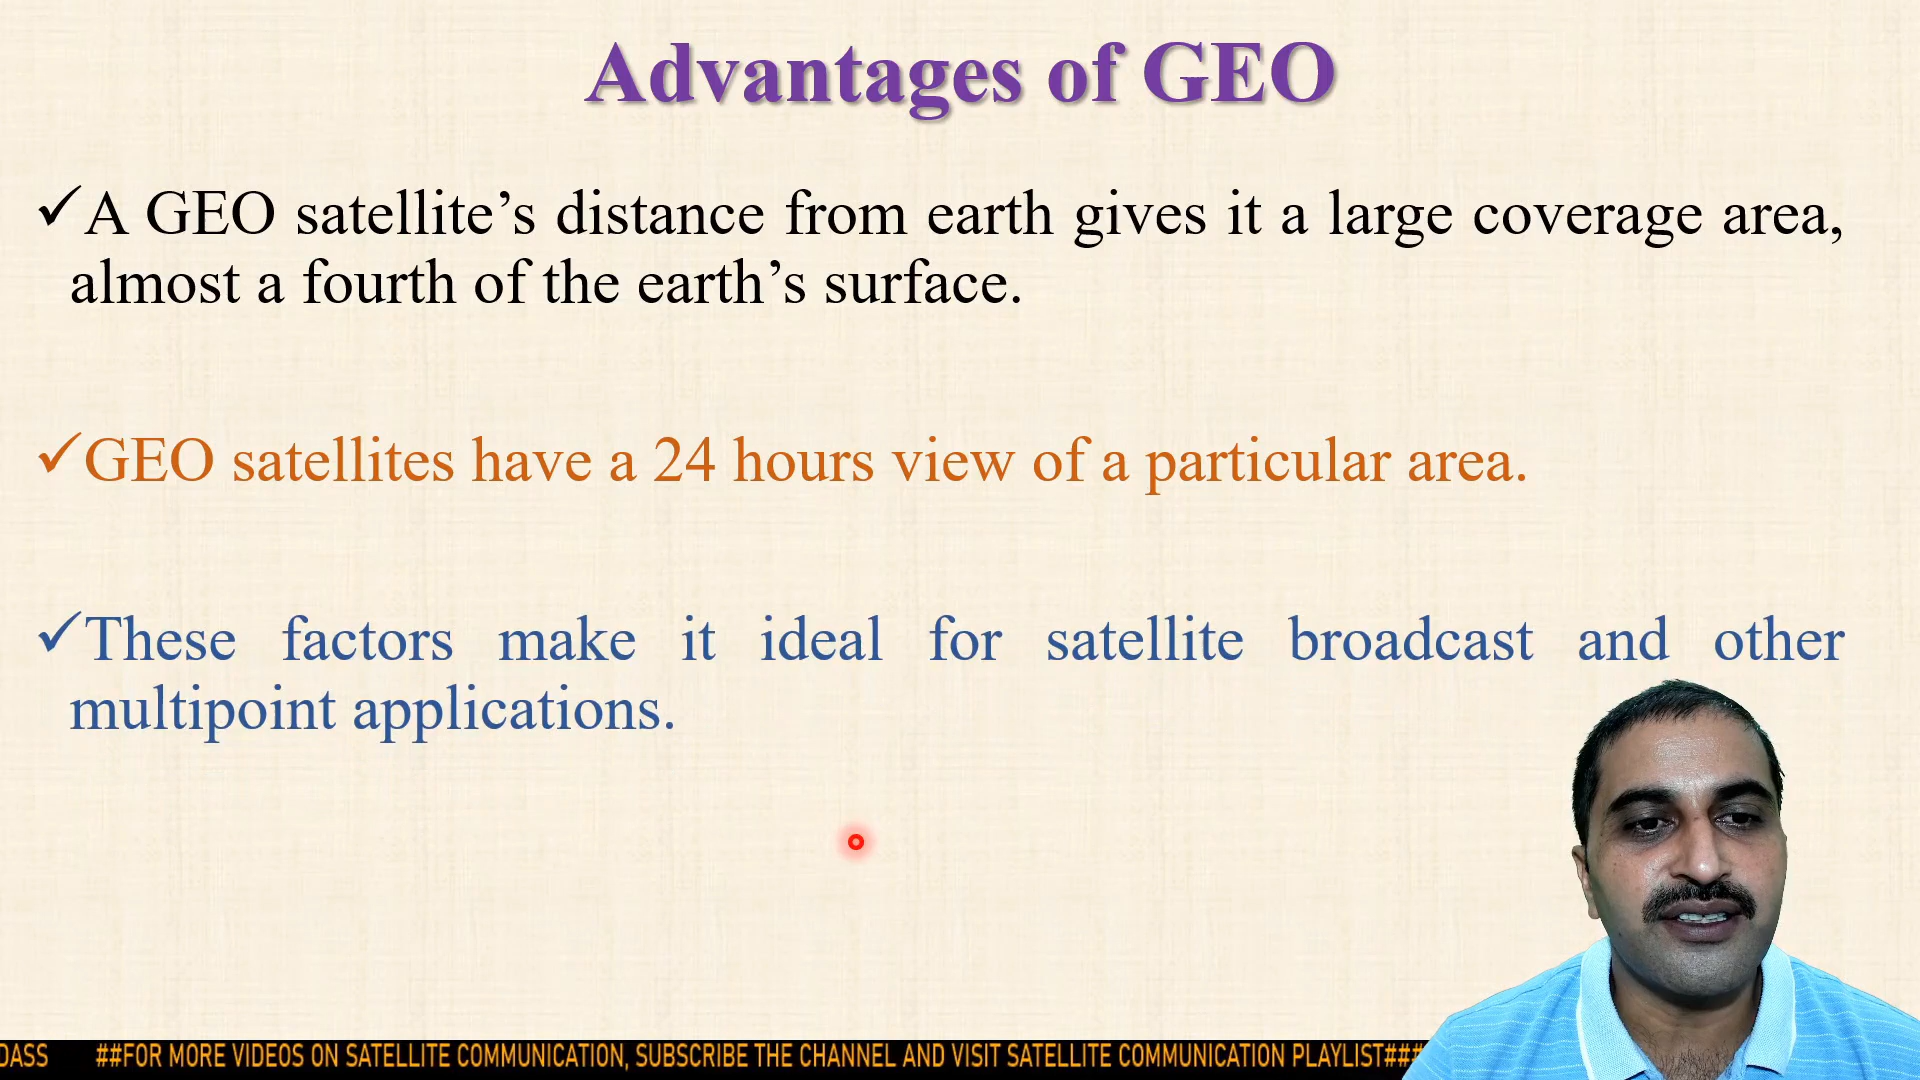 Advantages of GEO
✓A GEO satellite’s distance from earth gives it a large coverage area,
almost a fourth of the earth’s surface.
✓GEO satellites have a 24 hours view of a particular area.
✓These factors make it ideal for satellite broadcast and other
multipoint applications.
DASS ##FOR MORE VIDEOS ON SATELLITE COMMUNICATION, SUBSCRIBE THE CHANNEL AND VISIT SATELLITE COMMUNICATION PLAYLIST###